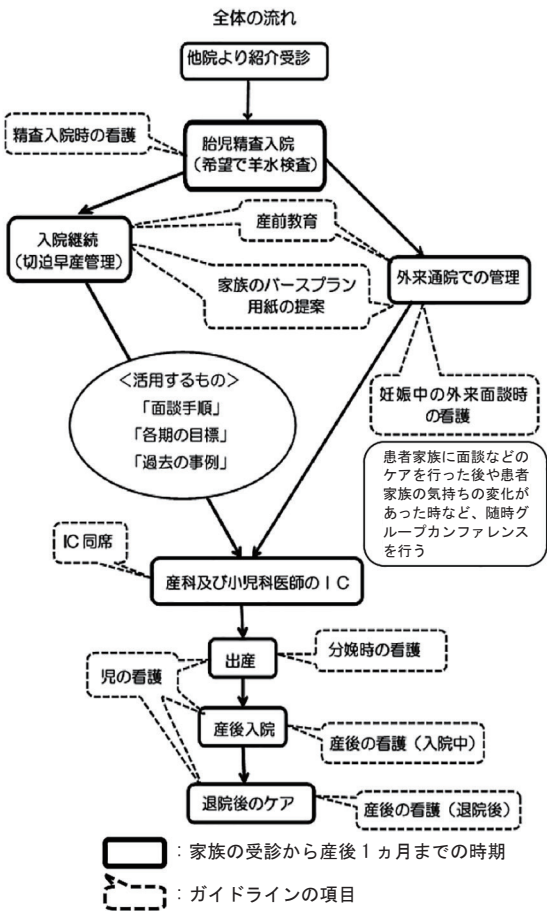 全体の流れ
他院より紹介受診
精査入院時の看護
胎児精査入院
(希望で羊水検査)
産前教育
入院継続
(切迫早産管理)
家族のバースプラン
用紙の提案
外来通院での管理
妊娠中の外来面談時
の看護
<活用するもの>
「面談手順」
「各期の目標」
「過去の事例」
患者家族に面談などの
ケアを行った後や患者
家族の気持ちの変化が
あった時など、随時グ
ループカンファレンス
を行う
IC同席
産科及び小児科医師のIC
出産
分娩時の看護
児の看護
産後入院
産後の看護(入院中)
退院後のケア
産後の看護(退院後)
:家族の受診から産後1ヵ月までの時期
:ガイドラインの項目